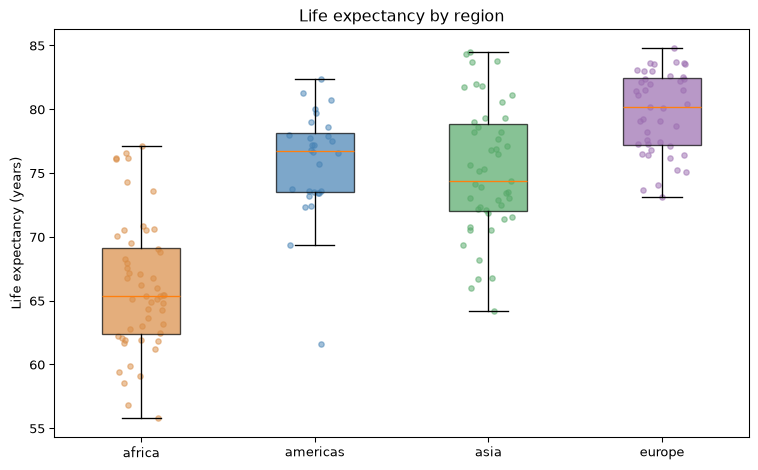 Life expectancy by region
Life expectancy (years)
85
80
75
70
65
60
55
africa
americas
asia
europe